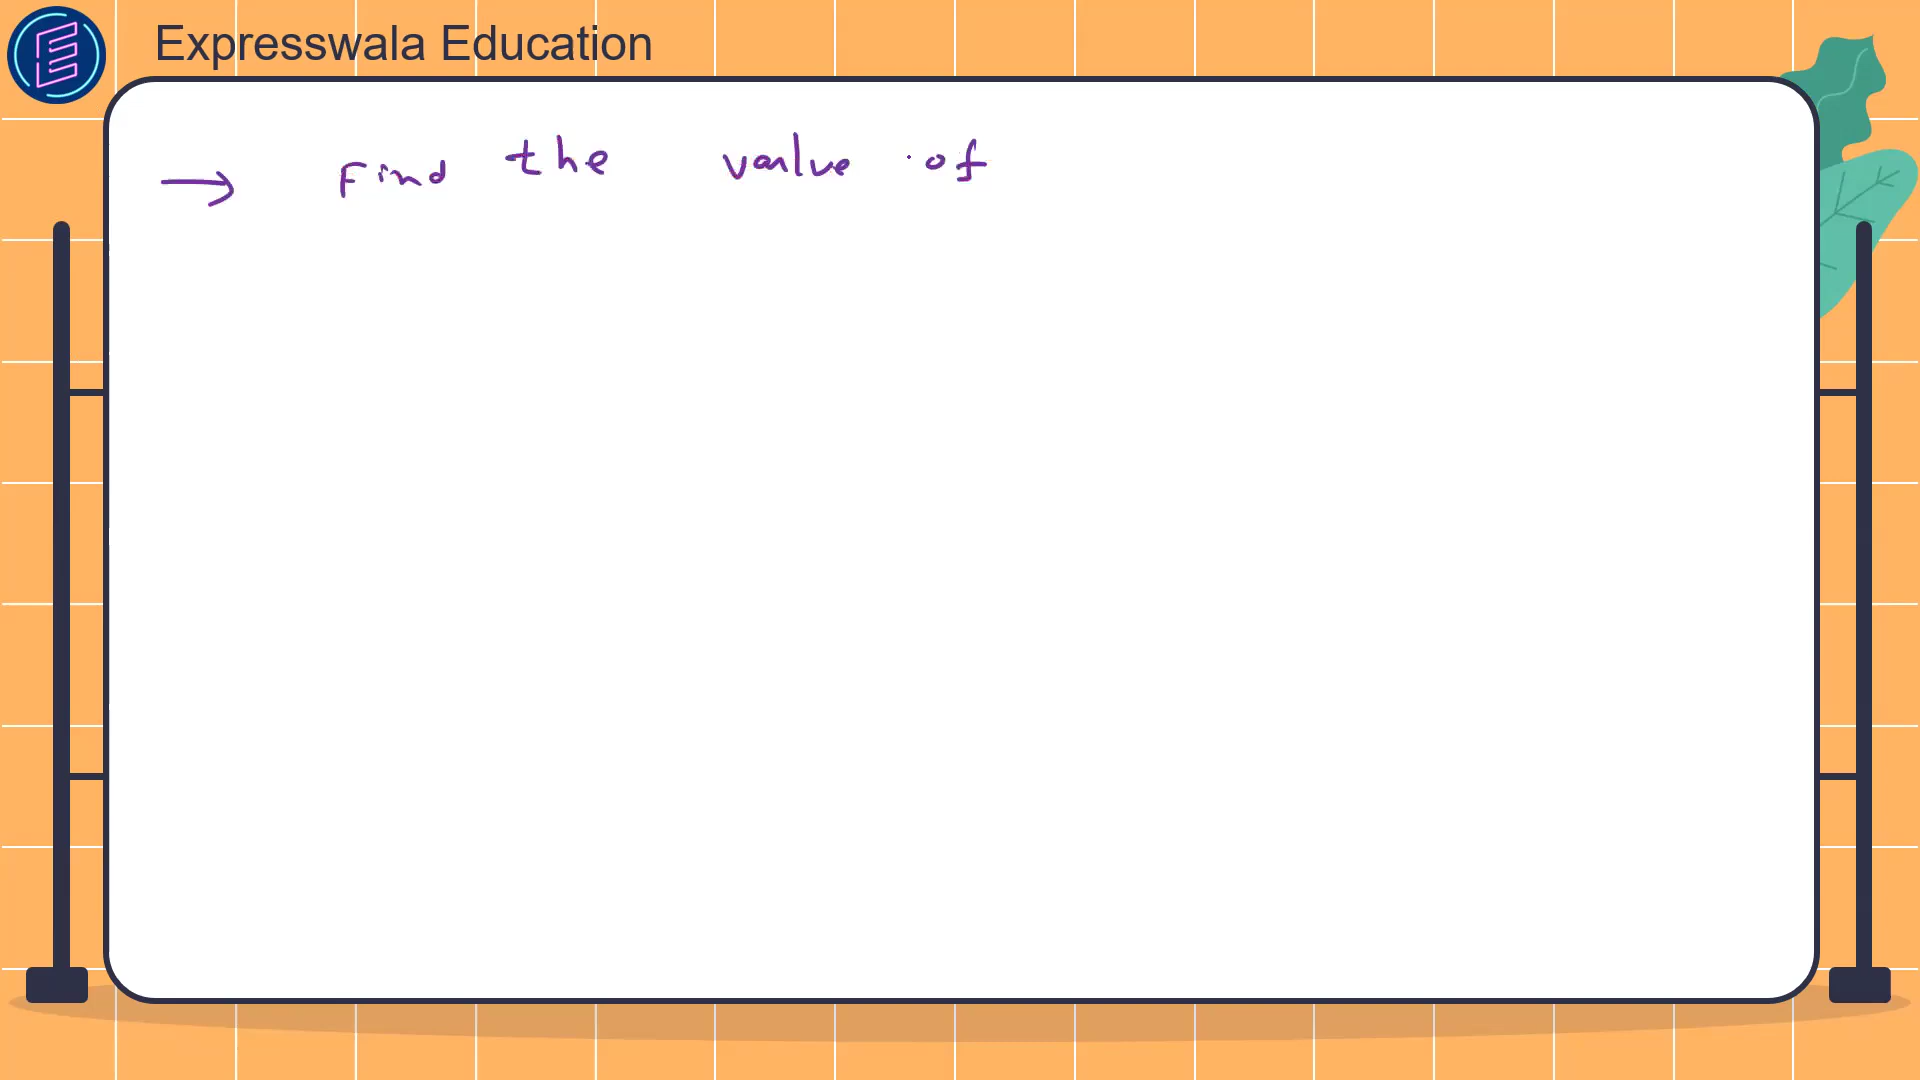 Expresswala Education
→ Find the value of